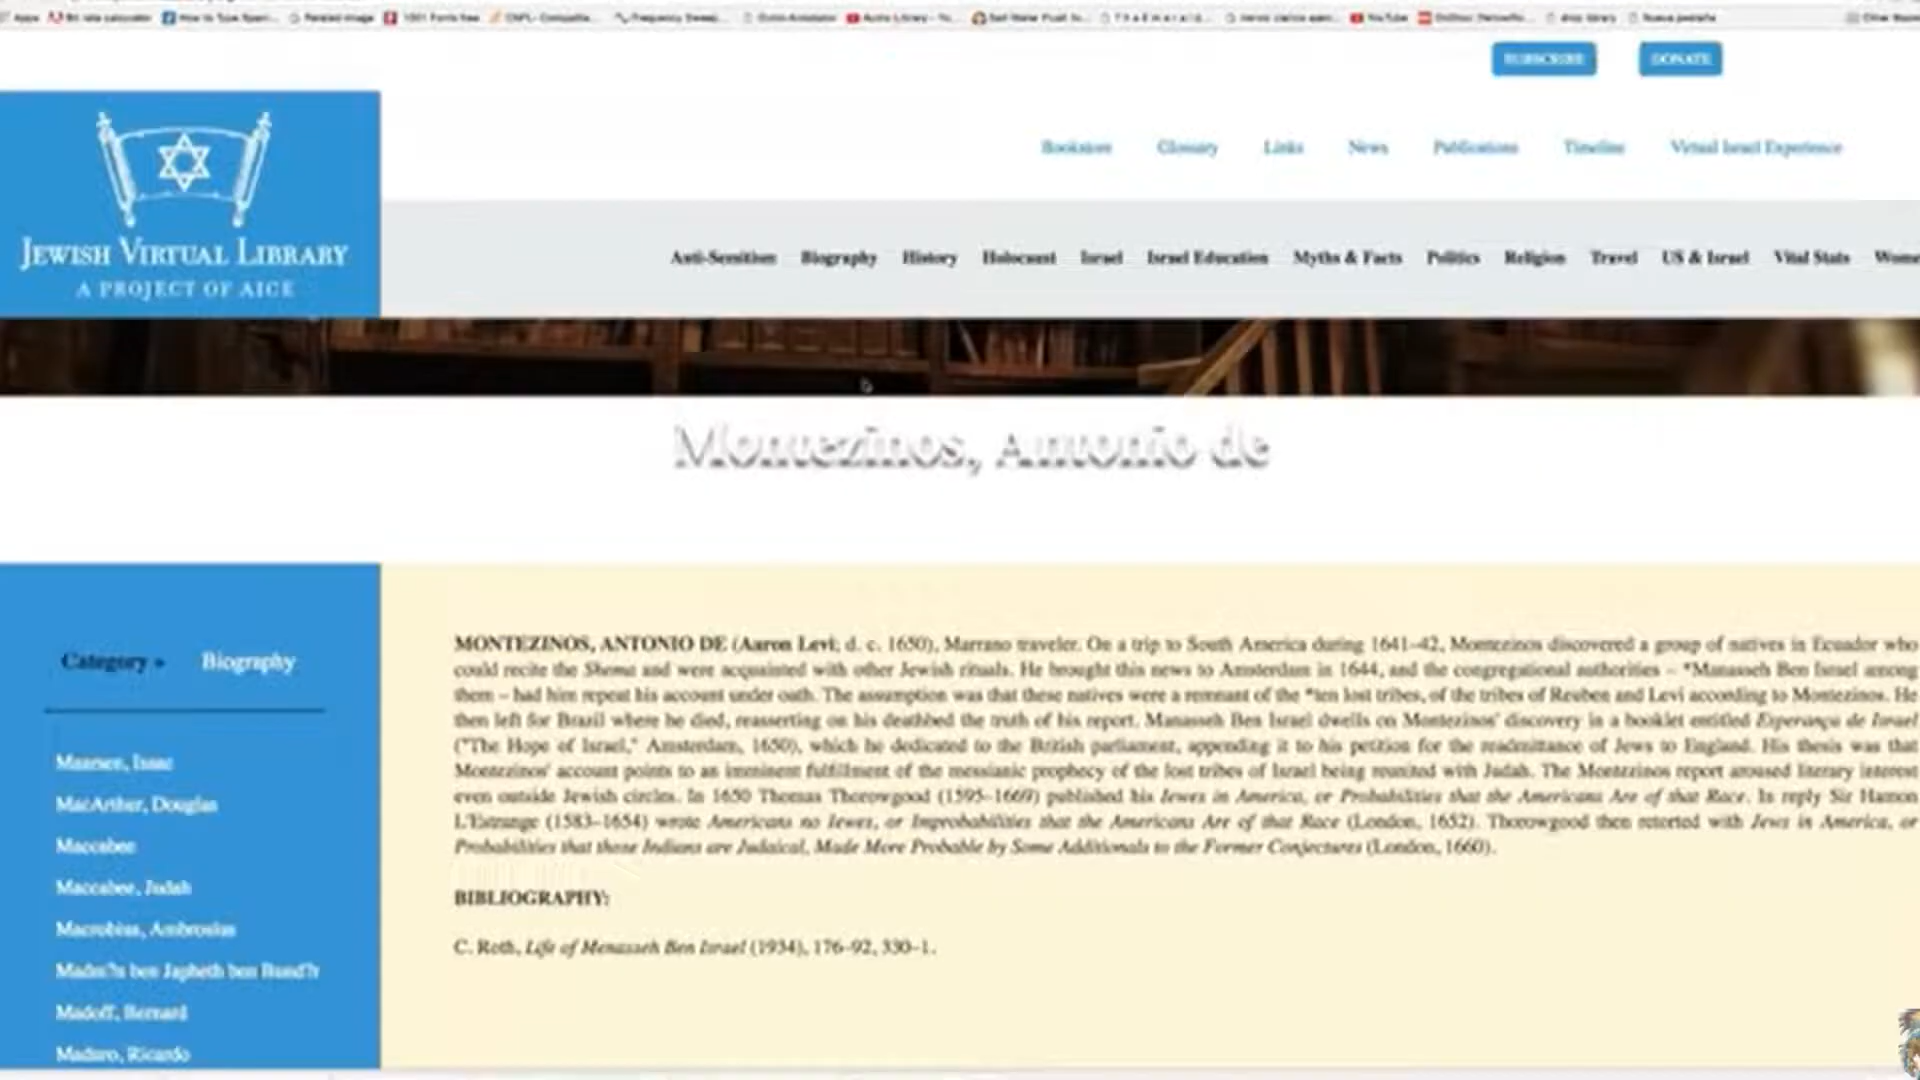 Apps
YouTube
SUBSCRIBE
DONATE
Bookstore Glossary Links News Publications Timeline Virtual Israel Experience
JEWISH VIRTUAL LIBRARY
A PROJECT OF AICE
Anti-Semitism Biography History Holocaust Israel Israel Education Myths & Facts Politics Religion Travel US & Israel Vital Stats Wome
Montezinos, Antonio de
Category » Biography
Maarsen, Isaac
MacArthur, Douglas
Maccabee
Maccabee, Judah
Macrobius, Ambrosius
Madm?n ben Japheth ben Bund?r
Madoff, Bernard
Maduro, Ricardo
MONTEZINOS, ANTONIO DE (Aaron Levi; d. c. 1650), Marrano traveler. On a trip to South America during 1641–42, Montezinos discovered a group of natives in Ecuador who
could recite the Shema and were acquainted with other Jewish rituals. He brought this news to Amsterdam in 1644, and the congregational authorities – *Manasseh Ben Israel among
them – had him repeat his account under oath. The assumption was that these natives were a remnant of the *ten lost tribes, of the tribes of Reuben and Levi according to Montezinos. He
then left for Brazil where he died, reasserting on his deathbed the truth of his report. Manasseh Ben Israel dwells on Montezinos' discovery in a booklet entitled Esperança de Israel
("The Hope of Israel," Amsterdam, 1650), which he dedicated to the British parliament, appending it to his petition for the readmittance of Jews to England. His thesis was that
Montezinos' account points to an imminent fulfillment of the messianic prophecy of the lost tribes of Israel being reunited with Judah. The Montezinos report aroused literary interest
even outside Jewish circles. In 1650 Thomas Thorowgood (1595–1669) published his Iewes in America, or Probabilities that the Americans Are of that Race. In reply Sir Hamon
L'Estrange (1583–1654) wrote Americans no Iewes, or Improbabilities that the Americans Are of that Race (London, 1652). Thorowgood then retorted with Jews in America, or
Probabilities that those Indians are Judaical, Made More Probable by Some Additionals to the Former Conjectures (London, 1660).
BIBLIOGRAPHY:
C. Roth, Life of Menasseh Ben Israel (1934), 176–92, 330–1.